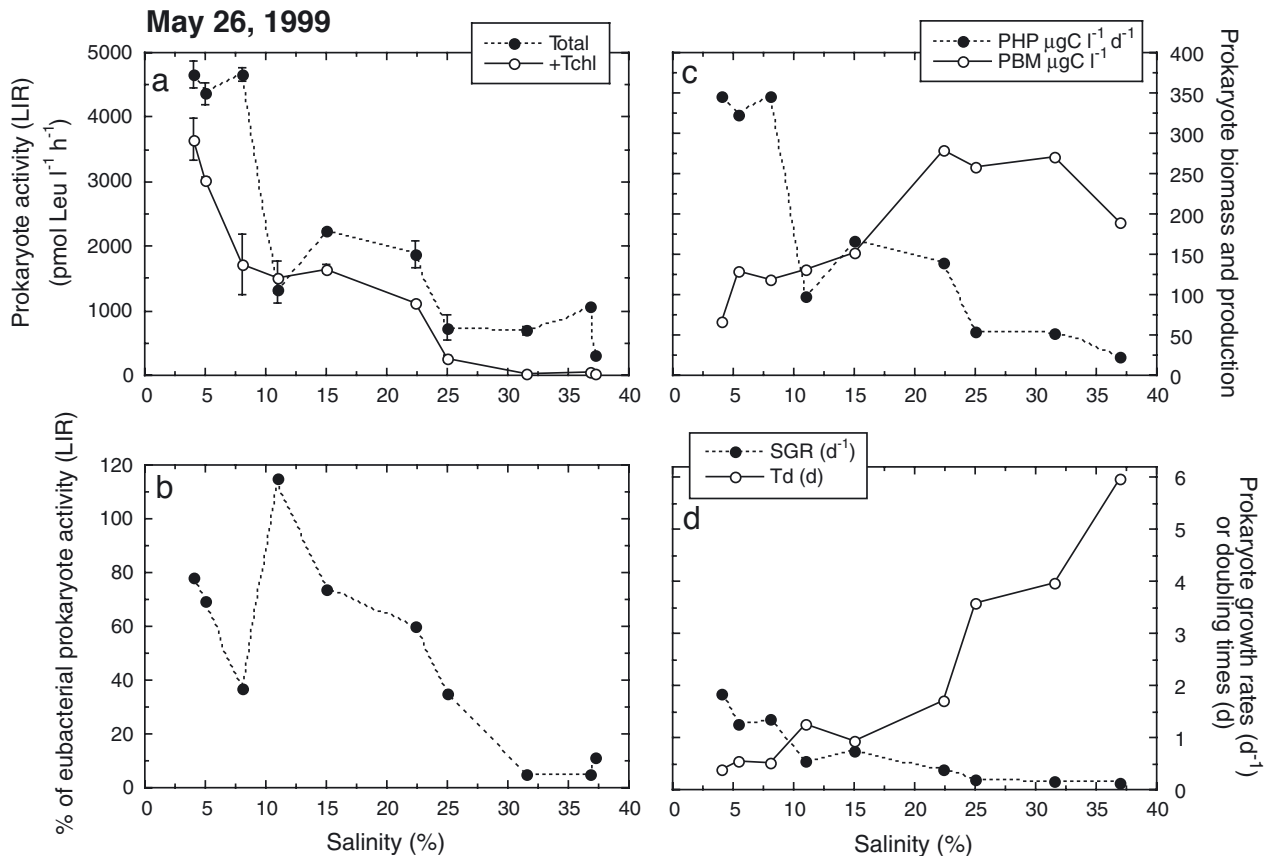 May 26, 1999
Total
+Tchl
a
Prokaryote activity (LIR)
(pmol Leu l⁻¹ h⁻¹)
5000
4000
3000
2000
1000
0
0 5 10 15 20 25 30 35 40
PHP µgC l⁻¹ d⁻¹
PBM µgC l⁻¹
c
400
350
300
250
200
150
100
50
0
Prokaryote biomass and production
0 5 10 15 20 25 30 35 40
b
% of eubacterial prokaryote activity (LIR)
120
100
80
60
40
20
0
0 5 10 15 20 25 30 35 40
Salinity (%)
SGR (d⁻¹)
Td (d)
d
6
5
4
3
2
1
0
Prokaryote growth rates (d⁻¹)
or doubling times (d)
0 5 10 15 20 25 30 35 40
Salinity (%)